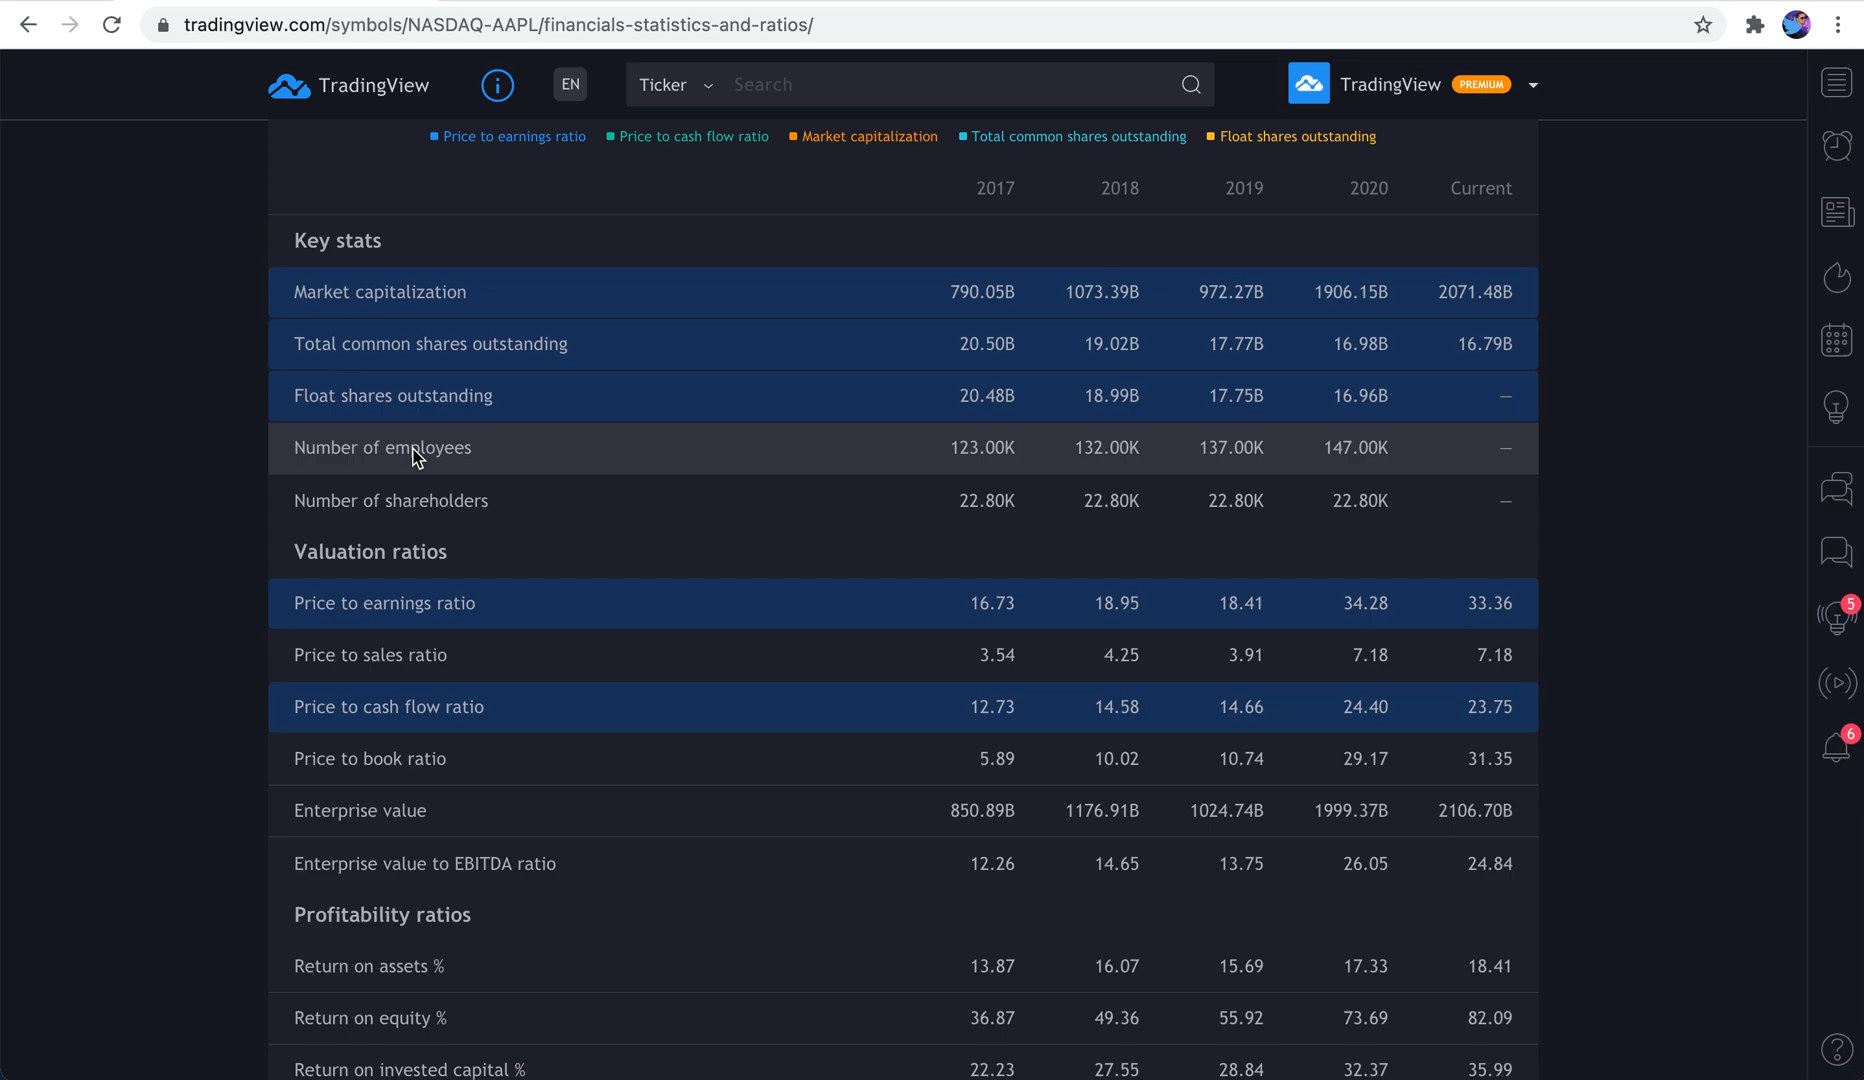 tradingview.com/symbols/NASDAQ-AAPL/financials-statistics-and-ratios/
TradingView i EN Ticker Search TradingView PREMIUM
Price to earnings ratio Price to cash flow ratio Market capitalization Total common shares outstanding Float shares outstanding
2017 2018 2019 2020 Current
Key stats
Market capitalization 790.05B 1073.39B 972.27B 1906.15B 2071.48B
Total common shares outstanding 20.50B 19.02B 17.77B 16.98B 16.79B
Float shares outstanding 20.48B 18.99B 17.75B 16.96B —
Number of employees 123.00K 132.00K 137.00K 147.00K —
Number of shareholders 22.80K 22.80K 22.80K 22.80K —
Valuation ratios
Price to earnings ratio 16.73 18.95 18.41 34.28 33.36
5
Price to sales ratio 3.54 4.25 3.91 7.18 7.18
Price to cash flow ratio 12.73 14.58 14.66 24.40 23.75
6
Price to book ratio 5.89 10.02 10.74 29.17 31.35
Enterprise value 850.89B 1176.91B 1024.74B 1999.37B 2106.70B
Enterprise value to EBITDA ratio 12.26 14.65 13.75 26.05 24.84
Profitability ratios
Return on assets % 13.87 16.07 15.69 17.33 18.41
Return on equity % 36.87 49.36 55.92 73.69 82.09
?
Return on invested capital % 22.23 27.55 28.84 32.37 35.99